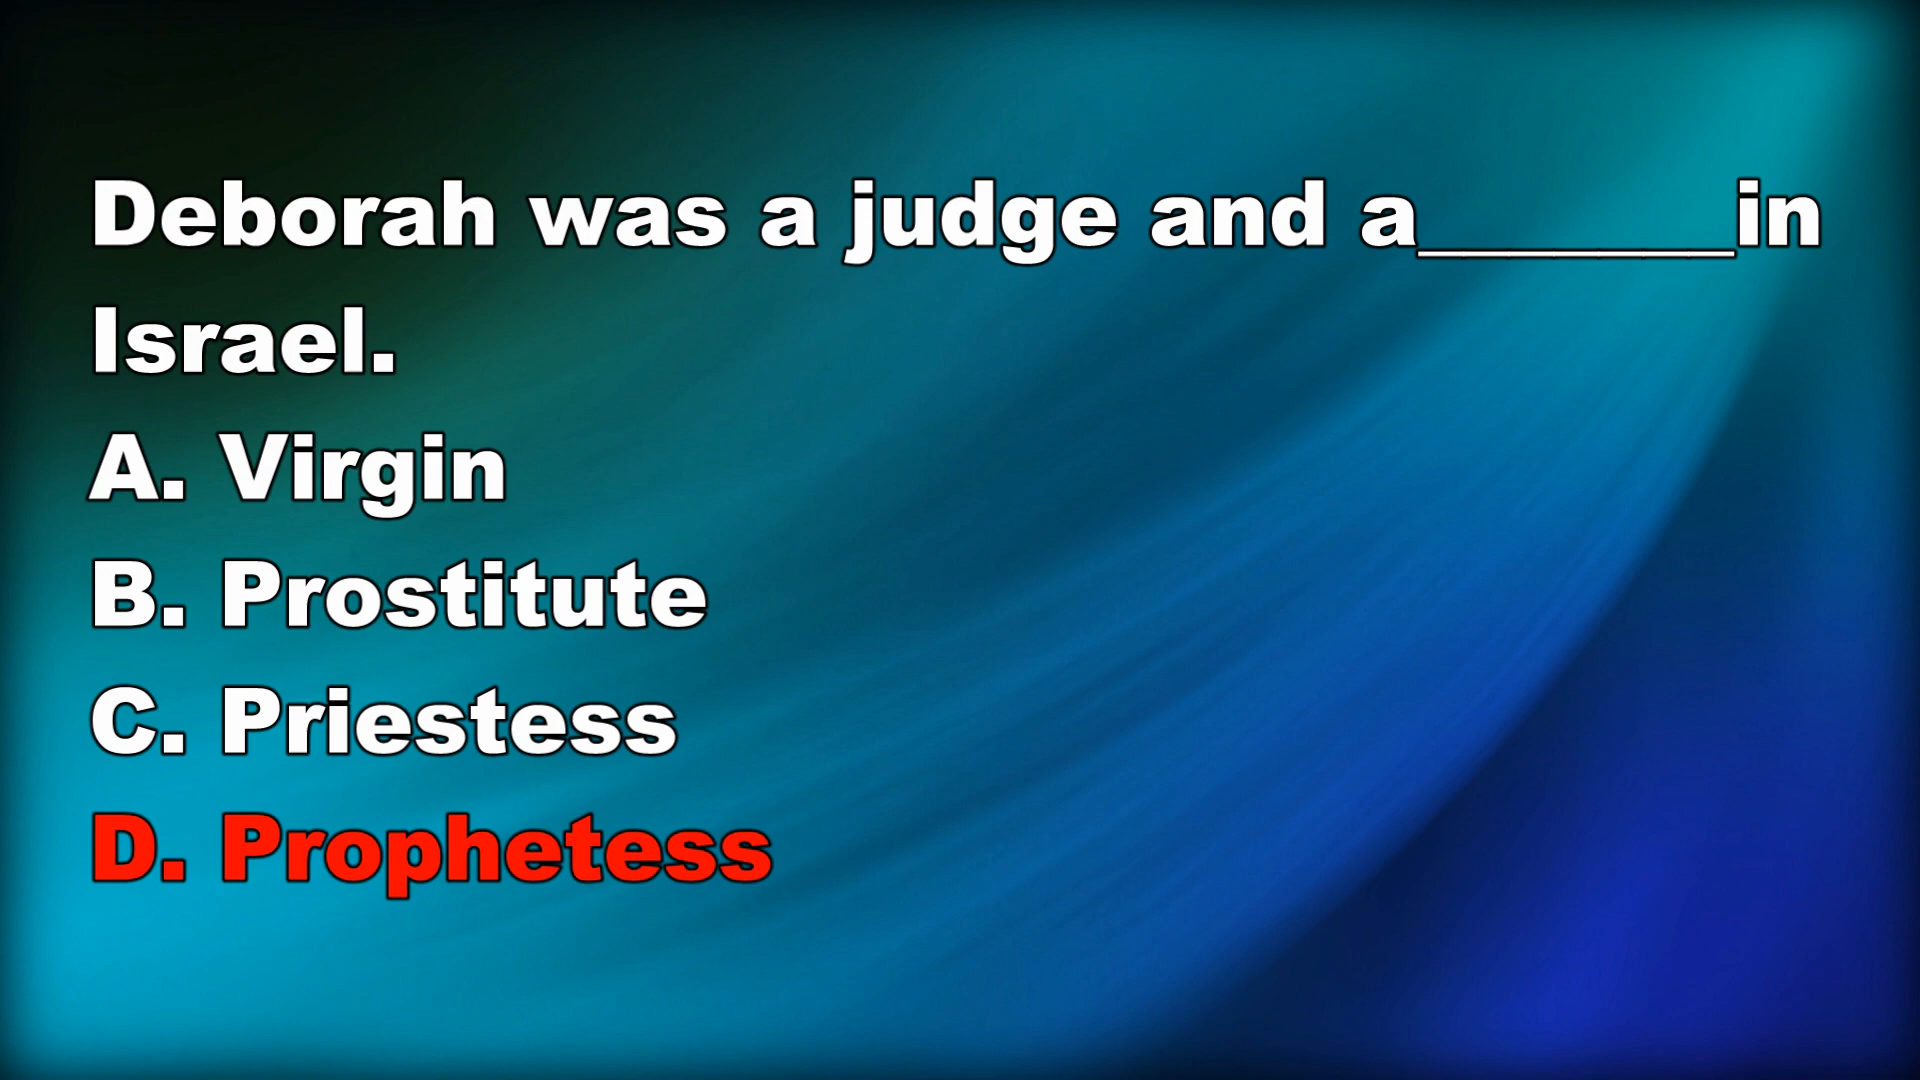 Deborah was a judge and a_______in
Israel.
A. Virgin
B. Prostitute
C. Priestess
D. Prophetess